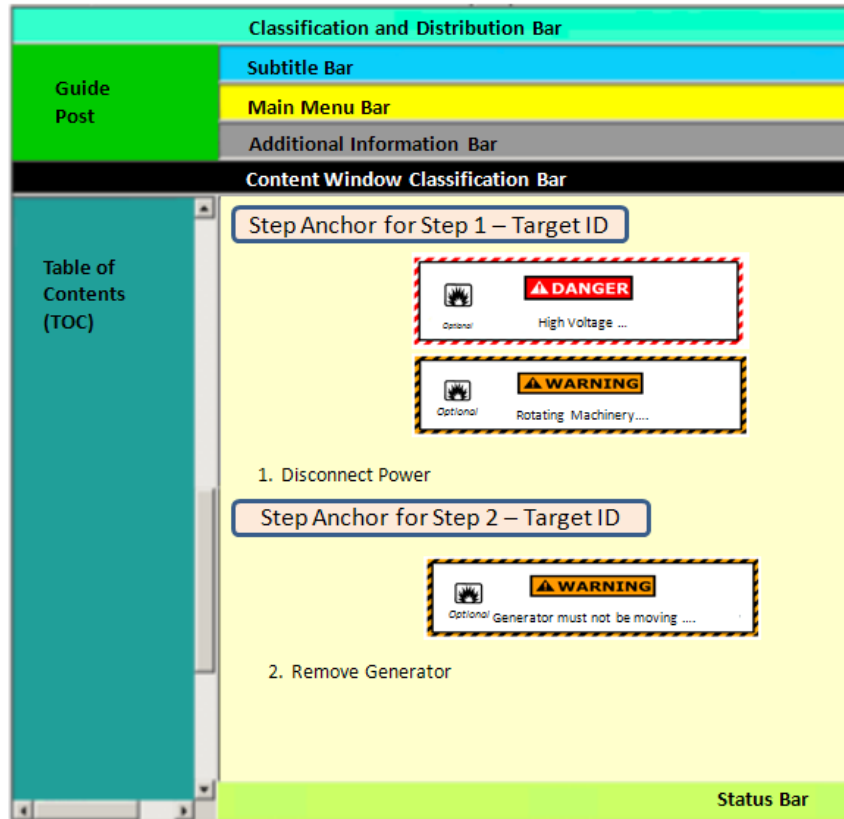 Classification and Distribution Bar
Guide
Post
Subtitle Bar
Main Menu Bar
Additional Information Bar
Content Window Classification Bar
Table of
Contents
(TOC)
Step Anchor for Step 1 – Target ID
DANGER
Optional
High Voltage ...
WARNING
Optional
Rotating Machinery....
1. Disconnect Power
Step Anchor for Step 2 – Target ID
WARNING
Optional Generator must not be moving ....
2. Remove Generator
Status Bar